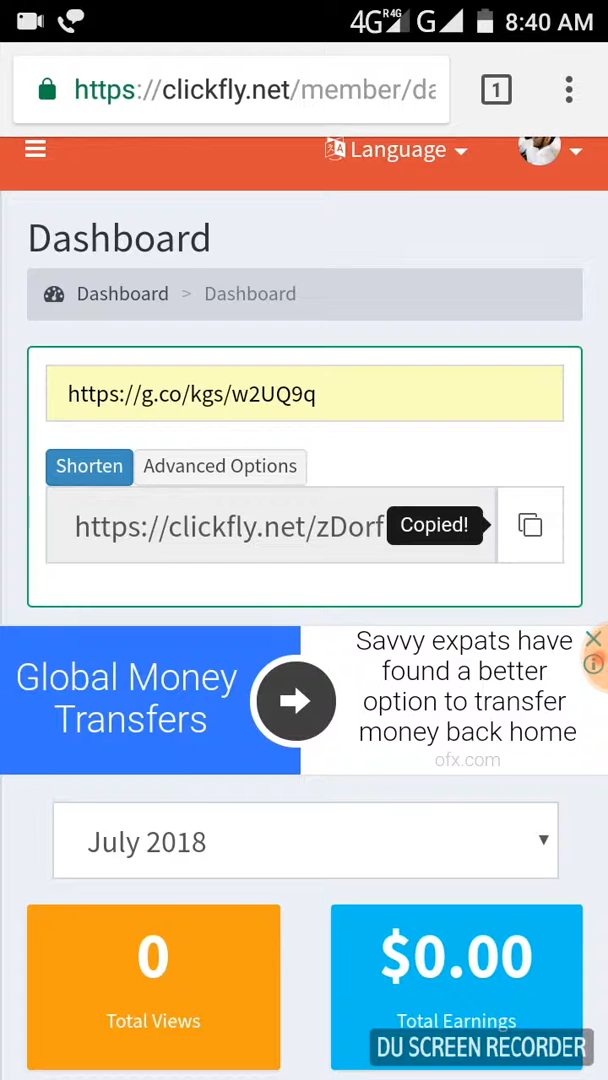 4G R4G G 8:40 AM
https://clickfly.net/member/da
1
Language
Dashboard
Dashboard > Dashboard
https://g.co/kgs/w2UQ9q
Shorten Advanced Options
https://clickfly.net/zDorf Copied!
Global Money
Transfers
Savvy expats have
found a better
option to transfer
money back home
ofx.com
July 2018
0
Total Views
$0.00
Total Earnings
DU SCREEN RECORDER